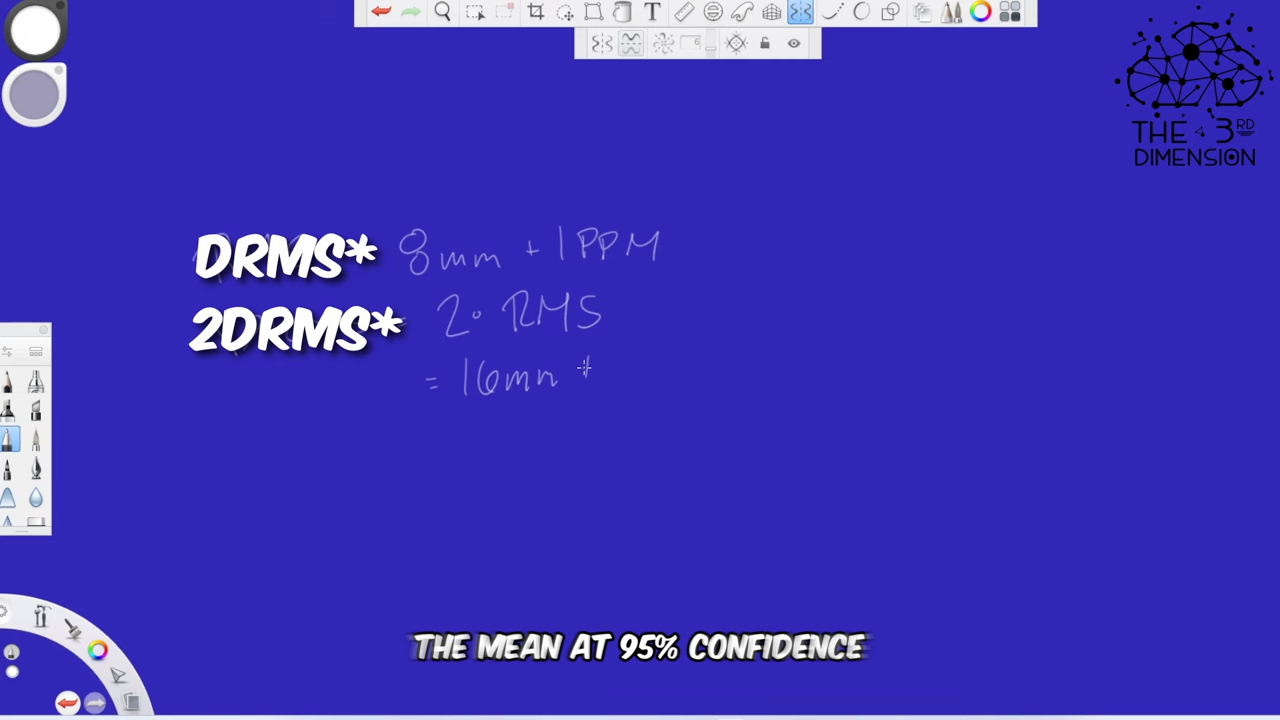 THE 3RD
DIMENSION
DRMS* 8mm + 1PPM
2DRMS* 2• RMS
= 16mm +
THE MEAN AT 95% CONFIDENCE